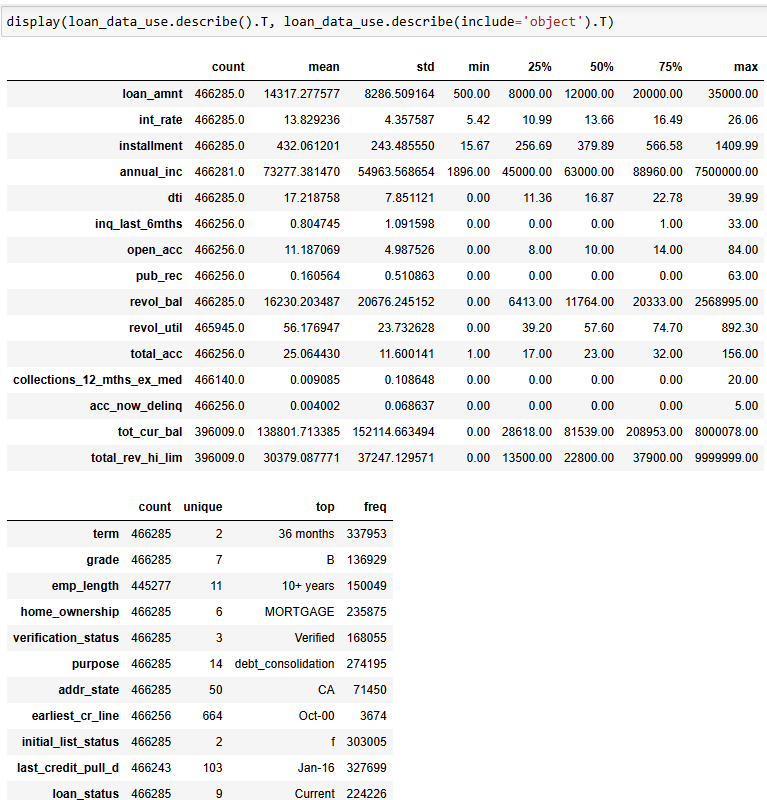 display(loan_data_use.describe().T, loan_data_use.describe(include='object').T)
count mean std min 25% 50% 75% max
loan_amnt 466285.0 14317.277577 8286.509164 500.00 8000.00 12000.00 20000.00 35000.00
int_rate 466285.0 13.829236 4.357587 5.42 10.99 13.66 16.49 26.06
installment 466285.0 432.061201 243.485550 15.67 256.69 379.89 566.58 1409.99
annual_inc 466281.0 73277.381470 54963.568654 1896.00 45000.00 63000.00 88960.00 7500000.00
dti 466285.0 17.218758 7.851121 0.00 11.36 16.87 22.78 39.99
inq_last_6mths 466256.0 0.804745 1.091598 0.00 0.00 0.00 1.00 33.00
open_acc 466256.0 11.187069 4.987526 0.00 8.00 10.00 14.00 84.00
pub_rec 466256.0 0.160564 0.510863 0.00 0.00 0.00 0.00 63.00
revol_bal 466285.0 16230.203487 20676.245152 0.00 6413.00 11764.00 20333.00 2568995.00
revol_util 465945.0 56.176947 23.732628 0.00 39.20 57.60 74.70 892.30
total_acc 466256.0 25.064430 11.600141 1.00 17.00 23.00 32.00 156.00
collections_12_mths_ex_med 466140.0 0.009085 0.108648 0.00 0.00 0.00 0.00 20.00
acc_now_delinq 466256.0 0.004002 0.068637 0.00 0.00 0.00 0.00 5.00
tot_cur_bal 396009.0 138801.713385 152114.663494 0.00 28618.00 81539.00 208953.00 8000078.00
total_rev_hi_lim 396009.0 30379.087771 37247.129571 0.00 13500.00 22800.00 37900.00 9999999.00
count unique top freq
term 466285 2 36 months 337953
grade 466285 7 B 136929
emp_length 445277 11 10+ years 150049
home_ownership 466285 6 MORTGAGE 235875
verification_status 466285 3 Verified 168055
purpose 466285 14 debt_consolidation 274195
addr_state 466285 50 CA 71450
earliest_cr_line 466256 664 Oct-00 3674
initial_list_status 466285 2 f 303005
last_credit_pull_d 466243 103 Jan-16 327699
loan_status 466285 9 Current 224226